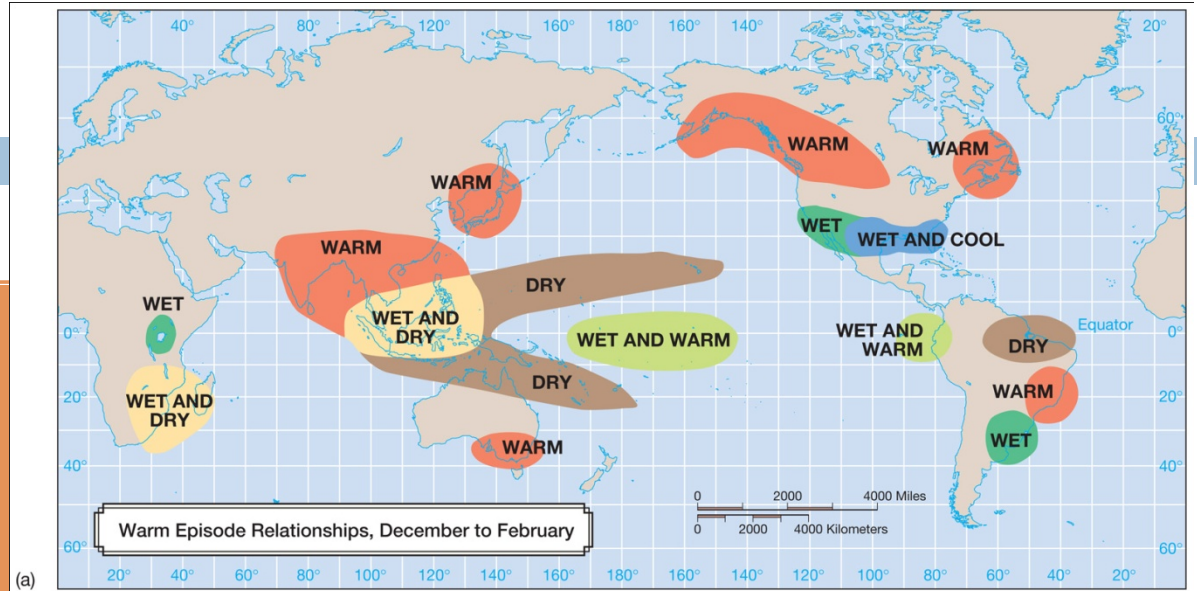 40° 80° 120° 160° 180° 160° 140° 100° 60° 20°
60°
WARM
WARM
WARM
WARM
WET
WET AND COOL
DRY
WET
WET AND
DRY
WET AND WARM
WET AND
WARM
Equator
0°
0°
DRY
DRY
WARM
WET AND
DRY
20°
20°
WET
WARM
40°
40°
0 2000 4000 Miles
0 2000 4000 Kilometers
Warm Episode Relationships, December to February
60°
60°
20° 40° 60° 80° 100° 120° 140° 160° 180° 160° 140° 120° 100° 80° 60° 40° 20°
(a)